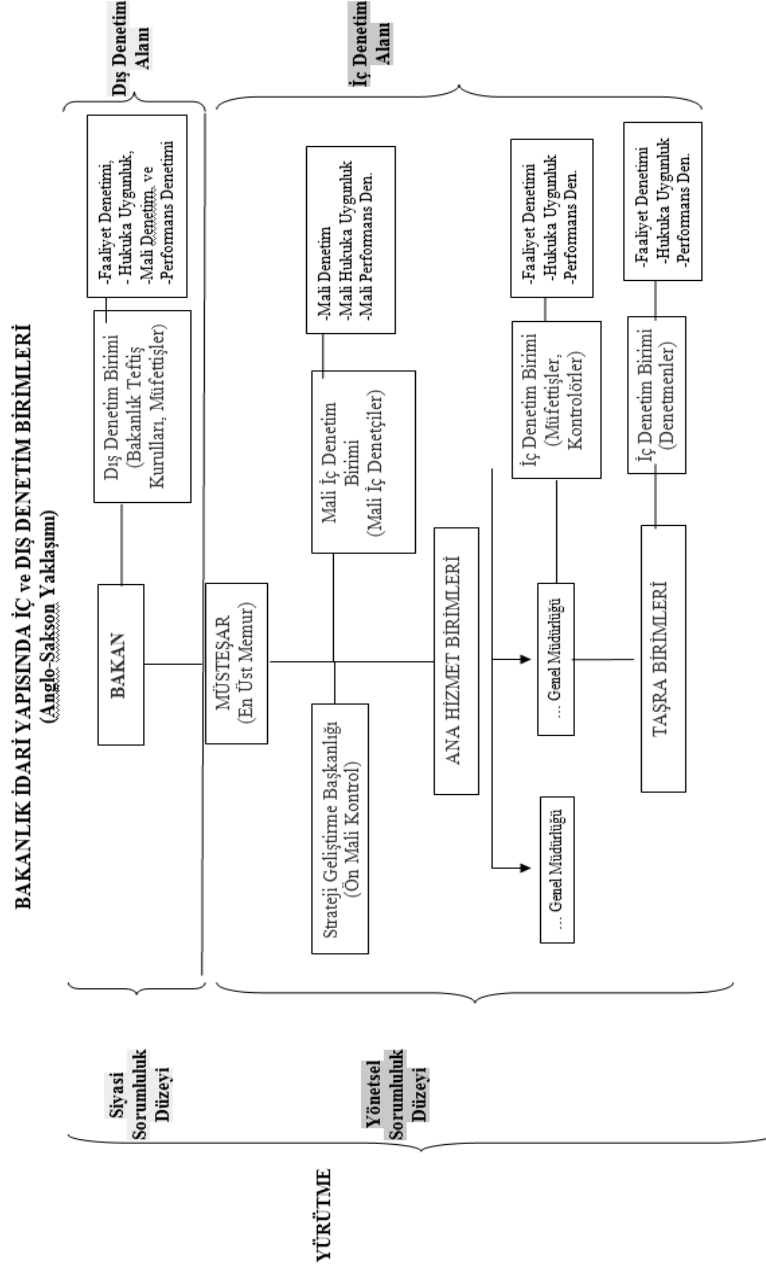 BAKANLIK İDARİ YAPISINDA İÇ ve DIŞ DENETİM BİRİMLERİ
(Anglo-Sakson Yaklaşımı)
YÜRÜTME
Siyasi
Sorumluluk
Düzeyi
BAKAN
Dış Denetim Birimi
(Bakanlık Teftiş
Kurulları, Müfettişler)
-Faaliyet Denetimi,
- Hukuka Uygunluk,
-Mali Denetim, ve
-Performans Denetimi
Dış Denetim
Alanı
Yönetsel
Sorumluluk
Düzeyi
MÜSTEŞAR
(En Üst Memur)
Strateji Geliştirme Başkanlığı
(Ön Mali Kontrol)
Mali İç Denetim
Birimi
(Mali İç Denetçiler)
-Mali Denetim
-Mali Hukuka Uygunluk
-Mali Performans Den.
İç Denetim
Alanı
ANA HİZMET BİRİMLERİ
… Genel Müdürlüğü
… Genel Müdürlüğü
İç Denetim Birimi
(Müfettişler,
Kontrolörler)
-Faaliyet Denetimi
-Hukuka Uygunluk
-Performans Den.
TAŞRA BİRİMLERİ
İç Denetim Birimi
(Denetmenler)
-Faaliyet Denetimi
-Hukuka Uygunluk
-Performans Den.